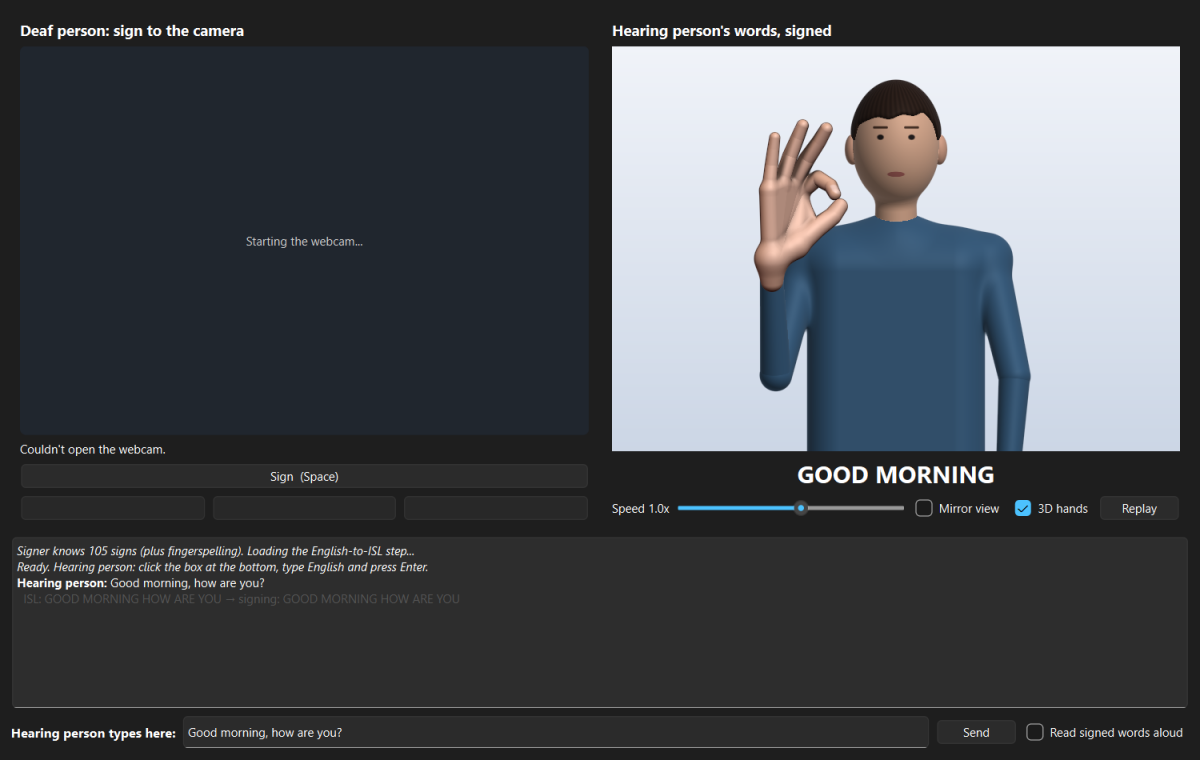 Deaf person: sign to the camera
Hearing person's words, signed
Starting the webcam...
Couldn't open the webcam.
Sign (Space)
GOOD MORNING
Speed 1.0x
Mirror view
3D hands
Replay
Signer knows 105 signs (plus fingerspelling). Loading the English-to-ISL step...
Ready. Hearing person: click the box at the bottom, type English and press Enter.
Hearing person: Good morning, how are you?
ISL: GOOD MORNING HOW ARE YOU → signing: GOOD MORNING HOW ARE YOU
Hearing person types here:
Good morning, how are you?
Send
Read signed words aloud